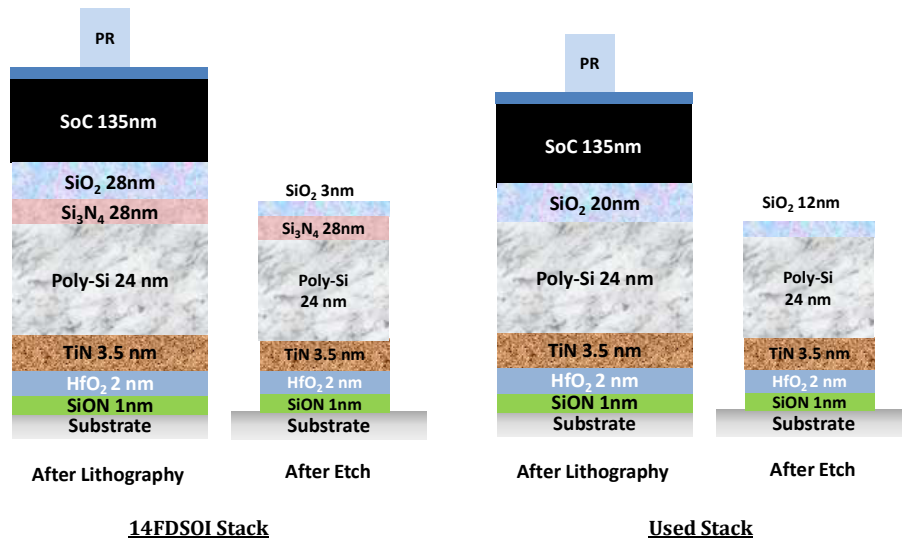 PR
SoC 135nm
SiO₂ 28nm
Si₃N₄ 28nm
Poly-Si 24 nm
TiN 3.5 nm
HfO₂ 2 nm
SiON 1nm
Substrate
After Lithography
SiO₂ 3nm
Si₃N₄ 28nm
Poly-Si
24 nm
TiN 3.5 nm
HfO₂ 2 nm
SiON 1nm
Substrate
After Etch
14FDSOI Stack
PR
SoC 135nm
SiO₂ 20nm
Poly-Si 24 nm
TiN 3.5 nm
HfO₂ 2 nm
SiON 1nm
Substrate
After Lithography
SiO₂ 12nm
Poly-Si
24 nm
TiN 3.5 nm
HfO₂ 2 nm
SiON 1nm
Substrate
After Etch
Used Stack